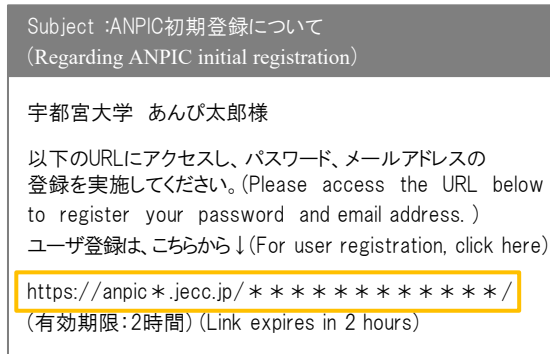 Subject :ANPIC初期登録について
(Regarding ANPIC initial registration)
宇都宮大学　あんぴ太郎様
以下のURLにアクセスし、パスワード、メールアドレスの
登録を実施してください。(Please access the URL below
to register your password and email address. )
ユーザ登録は、こちらから↓(For user registration, click here)
https://anpic＊.jecc.jp/＊＊＊＊＊＊＊＊＊＊＊＊/
(有効期限:2時間) (Link expires in 2 hours)